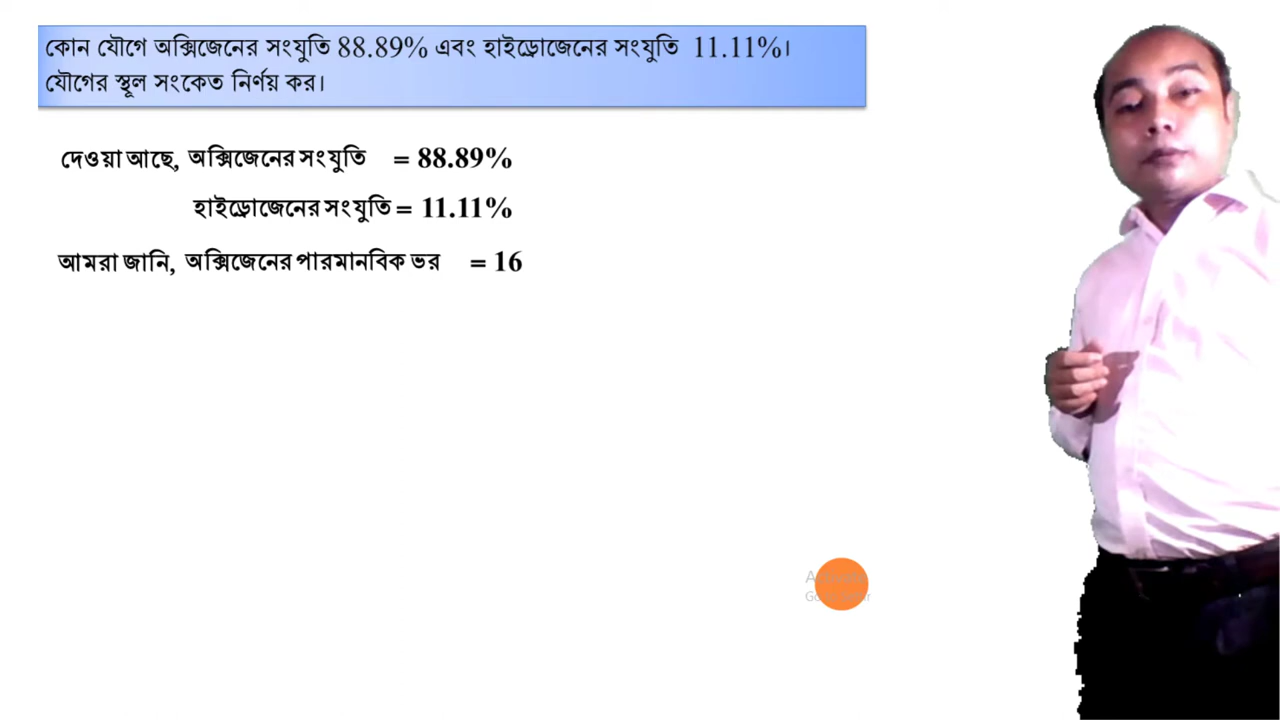 কোন যৌগে অক্সিজেনের সংযুতি 88.89% এবং হাইড্রোজেনের সংযুতি 11.11%।
যৌগের স্থূল সংকেত নির্ণয় কর।
দেওয়া আছে, অক্সিজেনের সংযুতি = 88.89%
হাইড্রোজেনের সংযুতি = 11.11%
আমরা জানি, অক্সিজেনের পারমানবিক ভর = 16